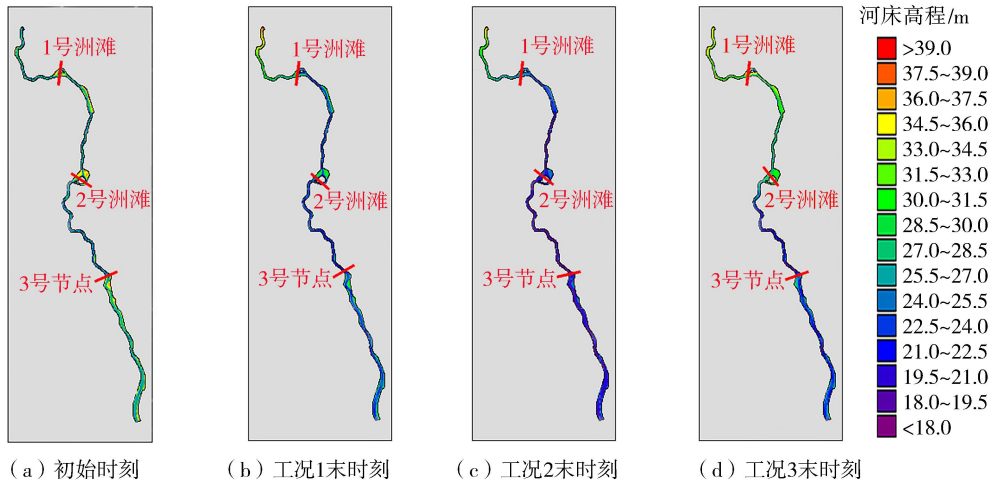 河床高程/m
1号洲滩
2号洲滩
3号节点
1号洲滩
2号洲滩
3号节点
1号洲滩
2号洲滩
3号节点
1号洲滩
2号洲滩
3号节点
>39.0
37.5~39.0
36.0~37.5
34.5~36.0
33.0~34.5
31.5~33.0
30.0~31.5
28.5~30.0
27.0~28.5
25.5~27.0
24.0~25.5
22.5~24.0
21.0~22.5
19.5~21.0
18.0~19.5
<18.0
（a）初始时刻
（b）工况1末时刻
（c）工况2末时刻
（d）工况3末时刻